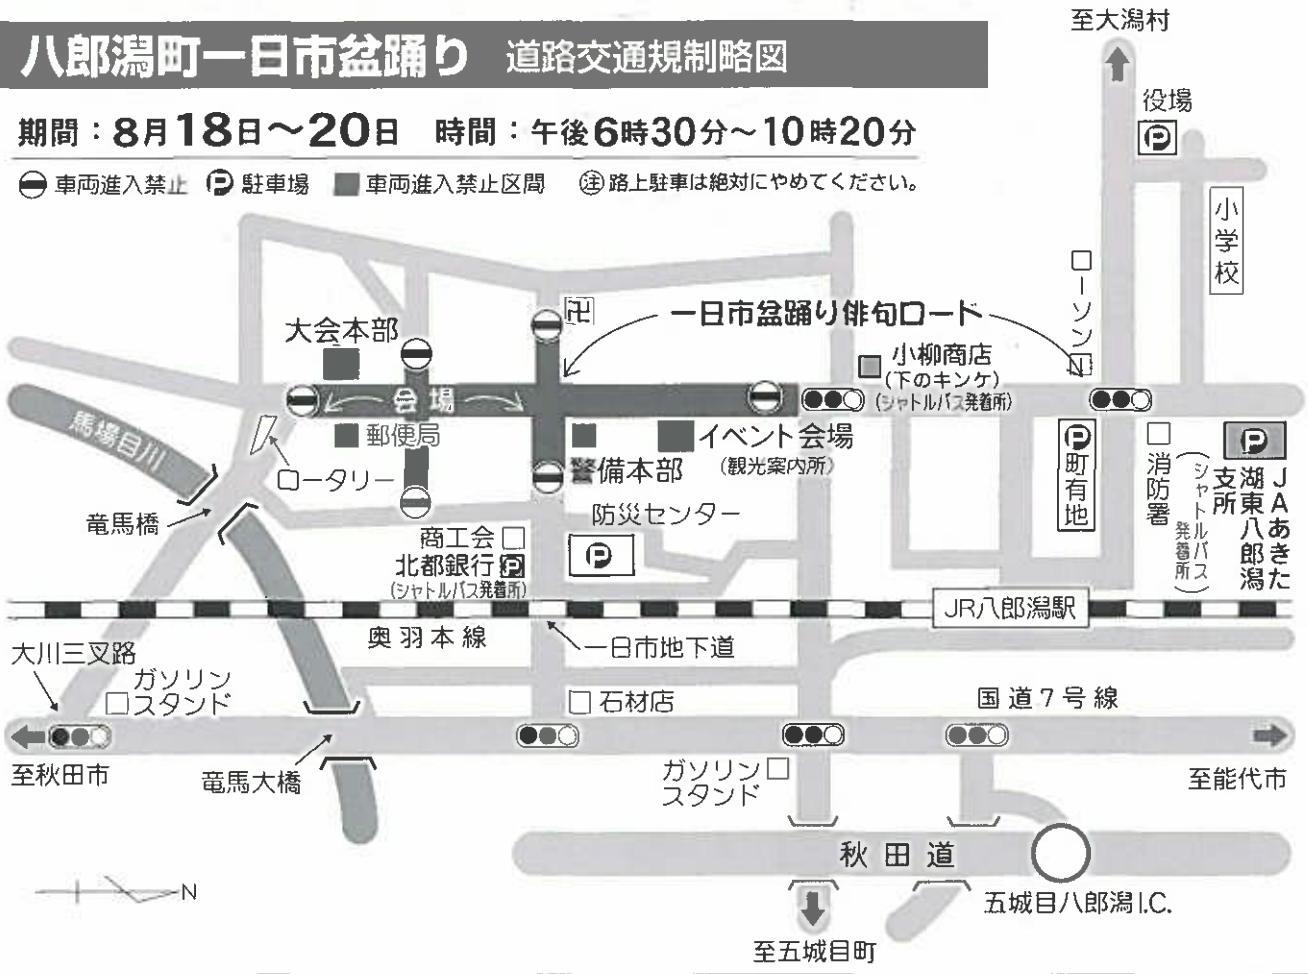 至大潟村
八郎潟町一日市盆踊り 道路交通規制略図
役場
Ⓟ
期間：8月18日～20日 時間：午後6時30分～10時20分
車両進入禁止 Ⓟ 駐車場 車両進入禁止区間 ㊟路上駐車は絶対にやめてください。
小学校
ローソン
卍
一日市盆踊り俳句ロード
大会本部
小柳商店
(下のキンケ)
(シャトルバス発着所)
会場
馬場目川
郵便局
イベント会場
(観光案内所)
警備本部
Ⓟ町有地
消防署
Ⓟ
JAあきた
湖東八郎潟
支所
(シャトルバス
発着所)
ロータリー
竜馬橋
防災センター
Ⓟ
商工会
北都銀行Ⓟ
(シャトルバス発着所)
JR八郎潟駅
奥羽本線
一日市地下道
大川三叉路
ガソリン
スタンド
石材店
国道7号線
至秋田市
竜馬大橋
ガソリン
スタンド
至能代市
秋田道
N
五城目八郎潟I.C.
至五城目町